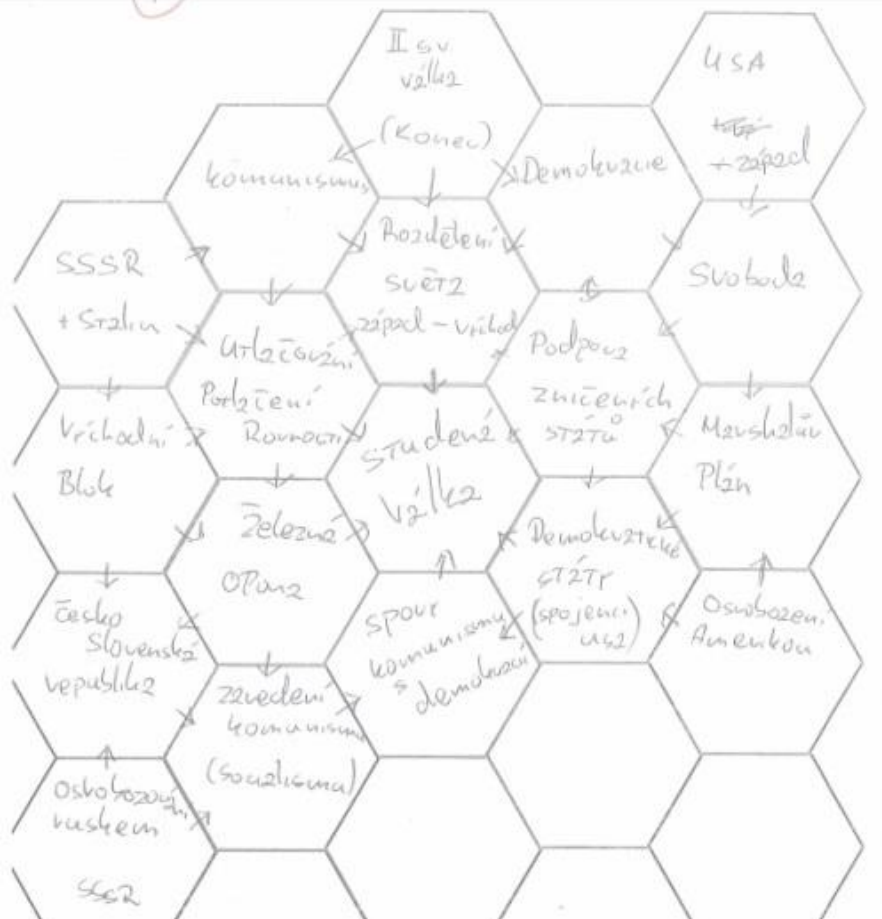 II sv.
válka
(Konec)
USA
+ západ
komunismus
Demokracie
SSSR
+ Stalin
Rozdělení
světa
západ - Východ
Svoboda
Utlačování
Potlačení
Rovnosti
Podpora
zničených
států
Východní
Blok
studená
válka
Marshalův
Plán
Železná
OPona
Demokratické
státy
(spojenci
usa)
česko
Slovenská
republika
spour
komunismu
s
demokracií
Osvobození
Amerikou
zavedení
komunismu
(Socialismu)
Osvobozování
ruskem
SSSR